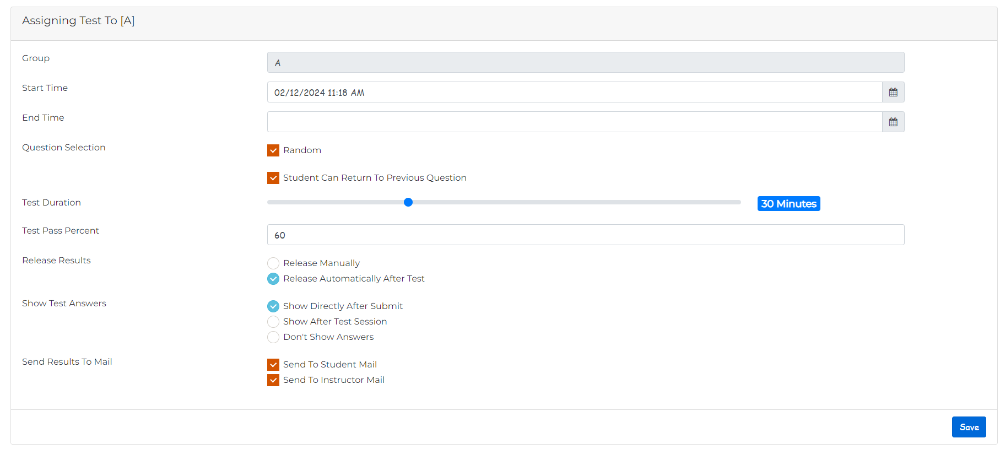 Assigning Test To [A]
Group
A
Start Time
02/12/2024 11:18 AM
End Time
Question Selection
Random
Student Can Return To Previous Question
Test Duration
30 Minutes
Test Pass Percent
60
Release Results
Release Manually
Release Automatically After Test
Show Test Answers
Show Directly After Submit
Show After Test Session
Don't Show Answers
Send Results To Mail
Send To Student Mail
Send To Instructor Mail
Save